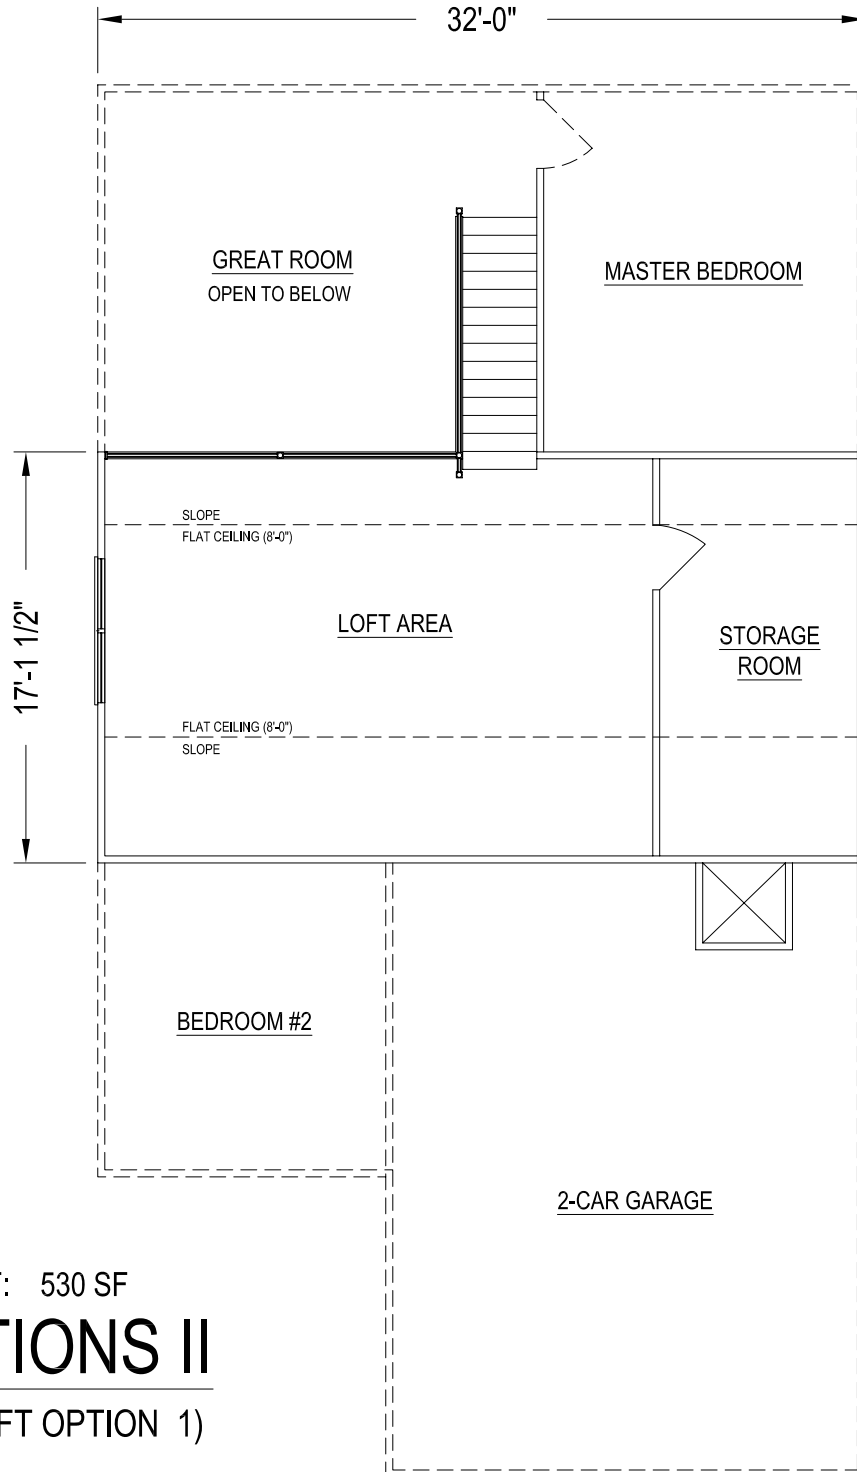 32'-0"
GREAT ROOM
OPEN TO BELOW
MASTER BEDROOM
SLOPE
FLAT CEILING (8'-0")
17'-1 1/2"
LOFT AREA
STORAGE
ROOM
FLAT CEILING (8'-0")
SLOPE
BEDROOM #2
2-CAR GARAGE
: 530 SF
TIONS II
FT OPTION 1)